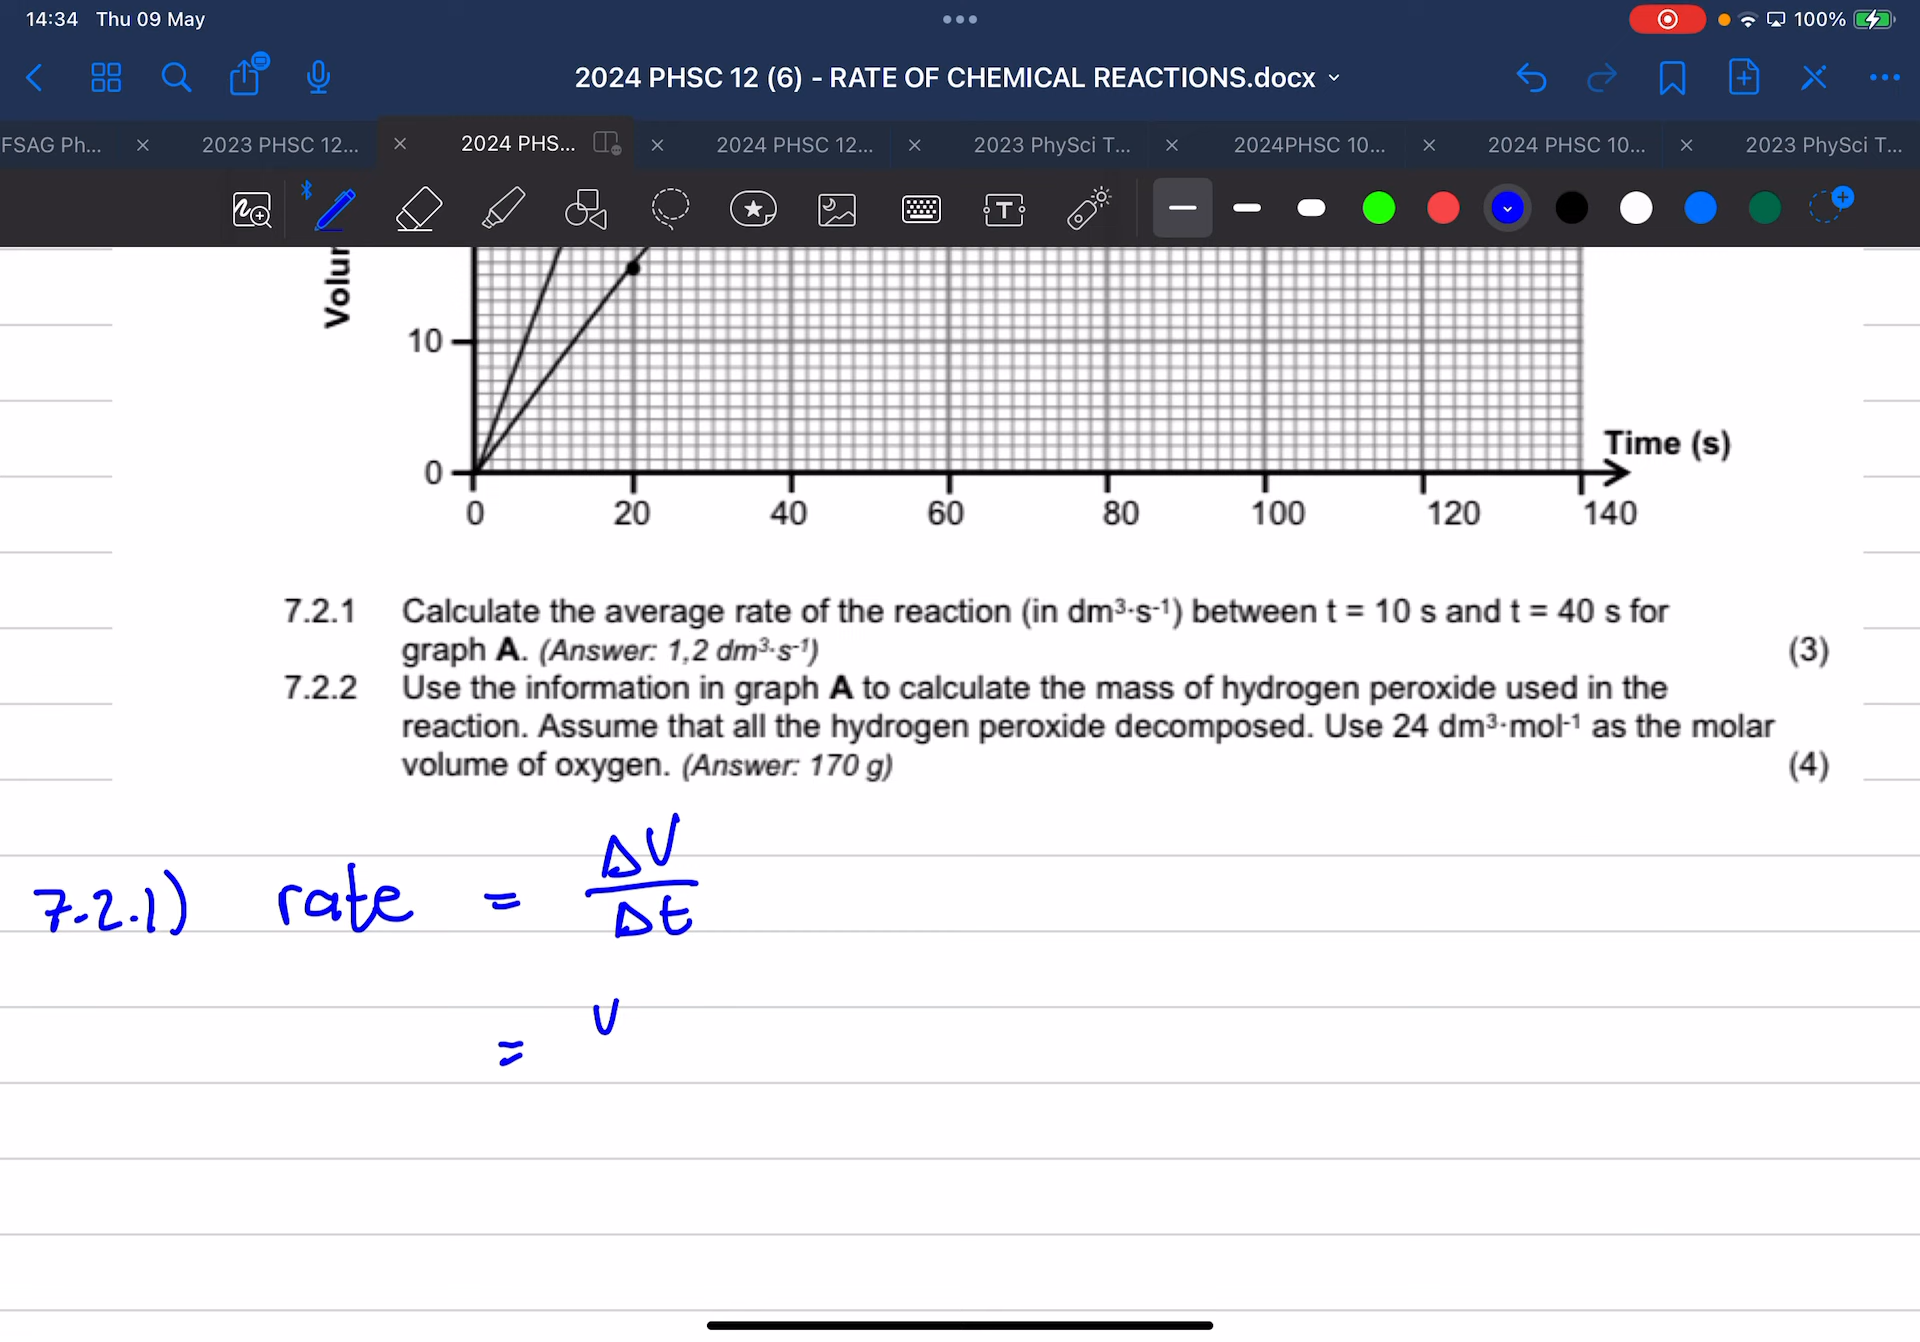 14:34 Thu 09 May
100%
2024 PHSC 12 (6) - RATE OF CHEMICAL REACTIONS.docx
FSAG Ph... 2023 PHSC 12... 2024 PHS... 2024 PHSC 12... 2023 PhySci T... 2024PHSC 10... 2024 PHSC 10... 2023 PhySci T...
T
Volum
10
0
Time (s)
0 20 40 60 80 100 120 140
7.2.1 Calculate the average rate of the reaction (in dm³·s⁻¹) between t = 10 s and t = 40 s for
graph A. (Answer: 1,2 dm³·s⁻¹) (3)
7.2.2 Use the information in graph A to calculate the mass of hydrogen peroxide used in the
reaction. Assume that all the hydrogen peroxide decomposed. Use 24 dm³·mol⁻¹ as the molar
volume of oxygen. (Answer: 170 g) (4)
7.2.1) rate = ΔV
Δt
= V